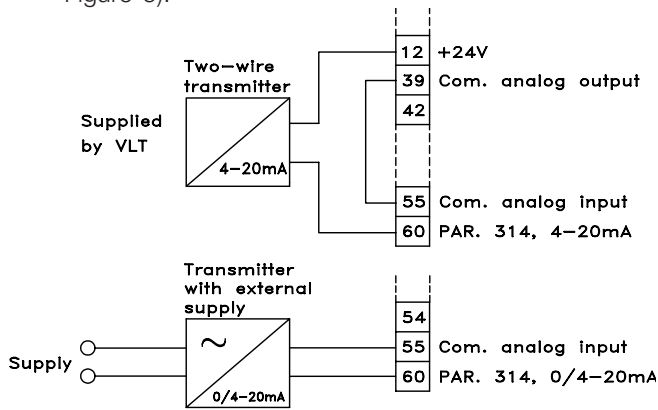 Figure 3).
12 +24V
Two-wire
transmitter
39 Com. analog output
42
Supplied
by VLT
4-20mA
55 Com. analog input
60 PAR. 314, 4-20mA
Transmitter
with external
supply
54
~
Supply
55 Com. analog input
60 PAR. 314, 0/4-20mA
0/4-20mA